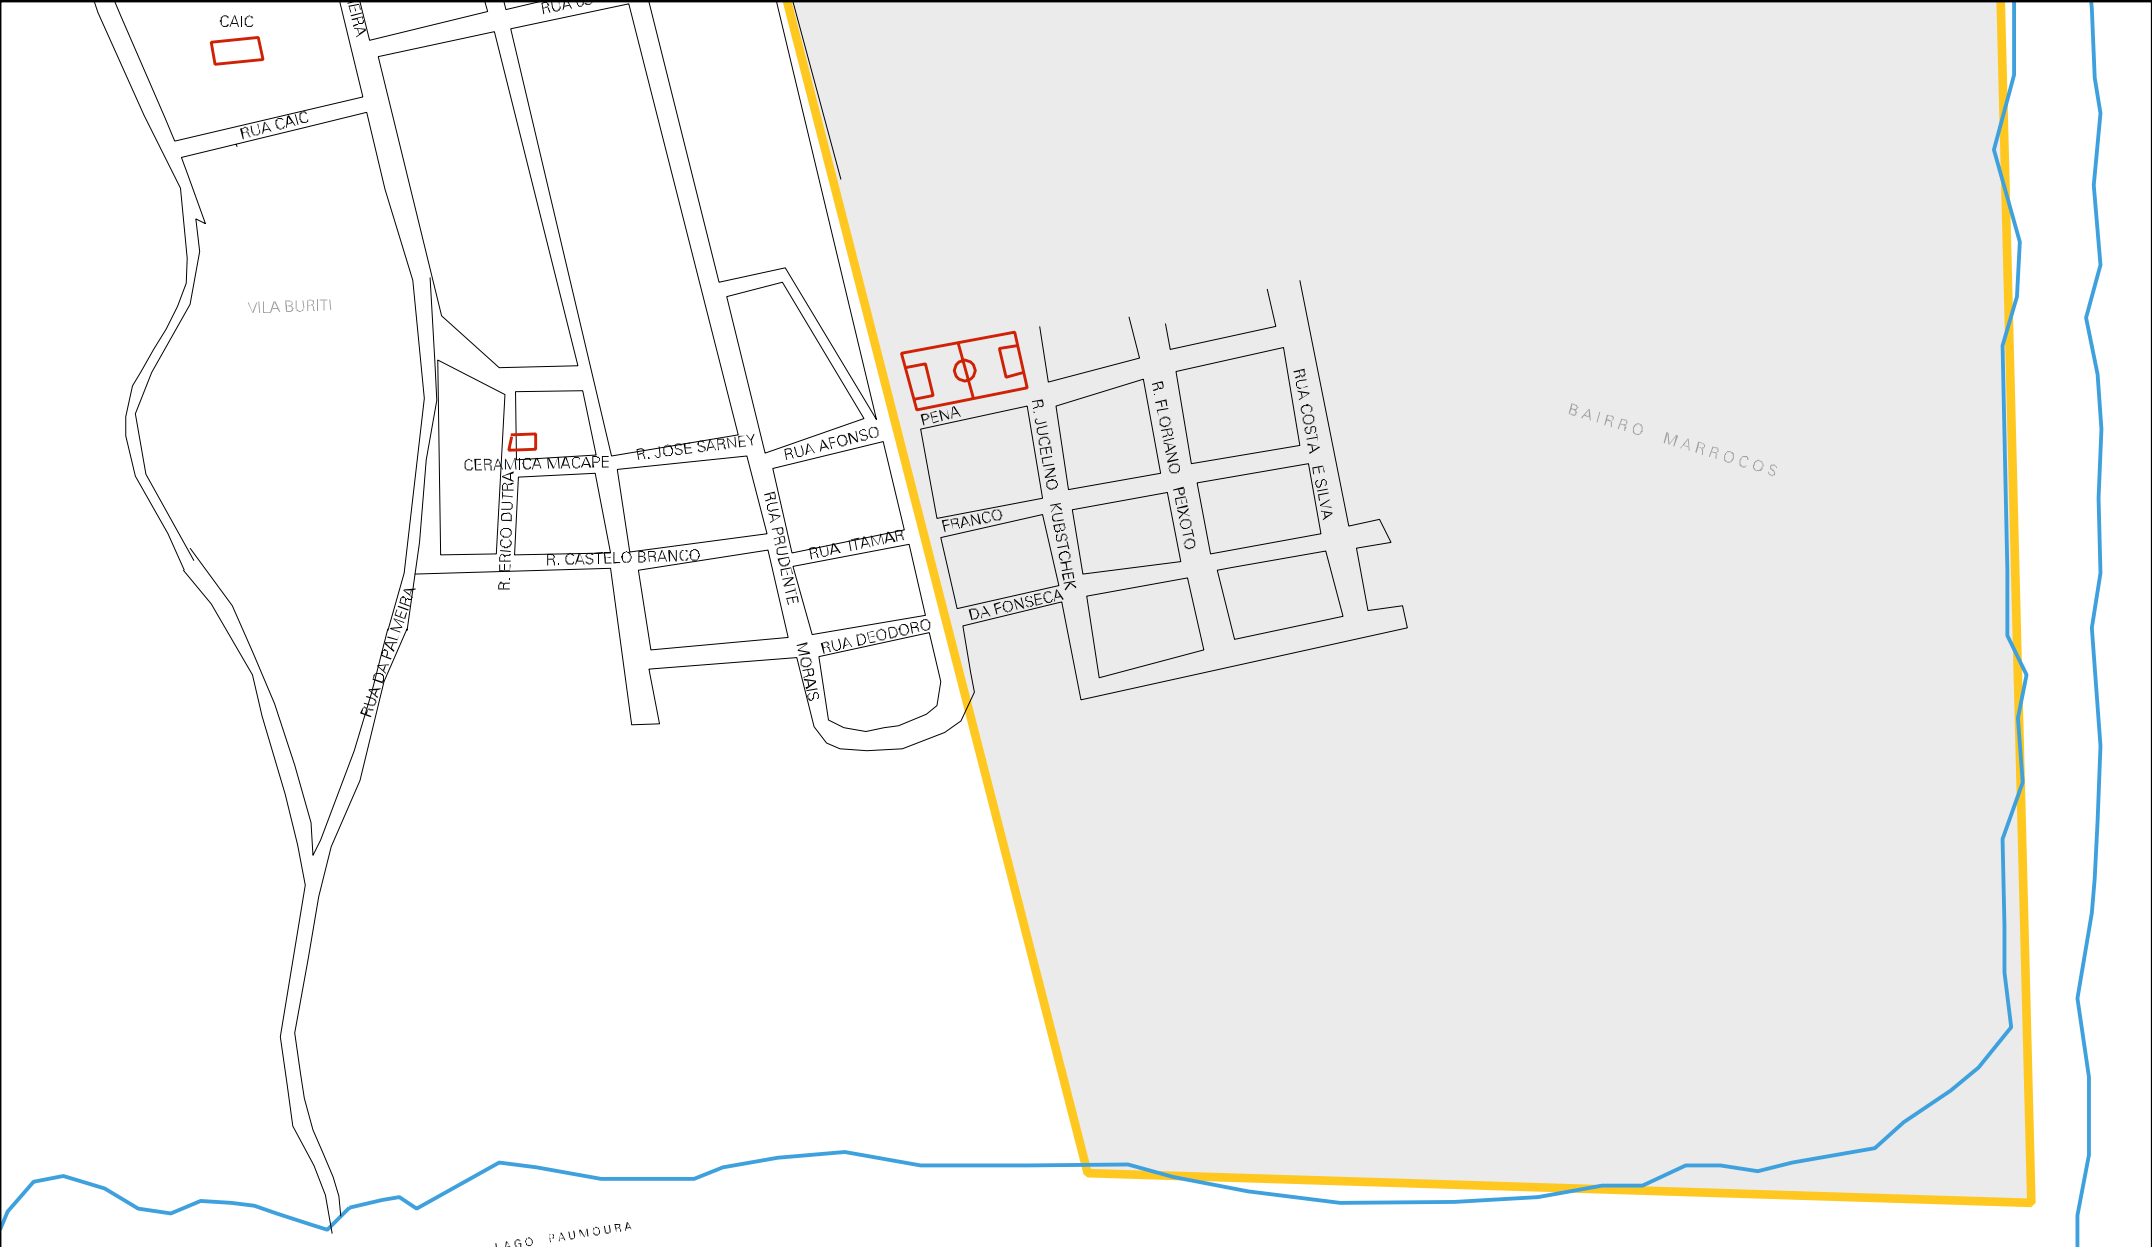 CAIC
RUA CAIC
VILA BURITI
BAIRRO MARROCOS
PENA
R. JUCELINO KUBSTCHEK
R. FLORIANO PEIXOTO
RUA COSTA E SILVA
RUA AFONSO
R. JOSE SARNEY
CERAMICA MACAPE
R. ERICO DUTRA
RUA PRUDENTE MORAIS
FRANCO
RUA ITAMAR
R. CASTELO BRANCO
DA FONSECA
RUA DEODORO
RUA DA PALMEIRA
LAGO PAUMOURA